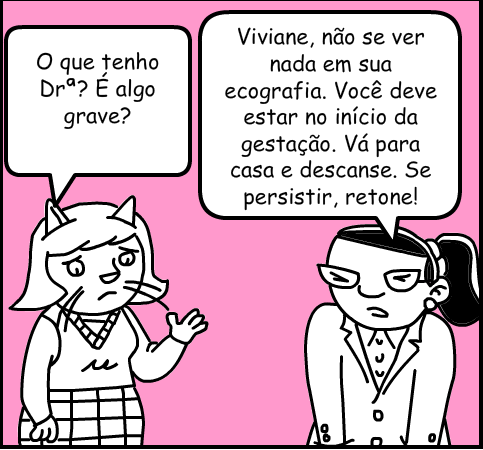 O que tenho
Drª? É algo
grave?
Viviane, não se ver
nada em sua
ecografia. Você deve
estar no início da
gestação. Vá para
casa e descanse. Se
persistir, retone!